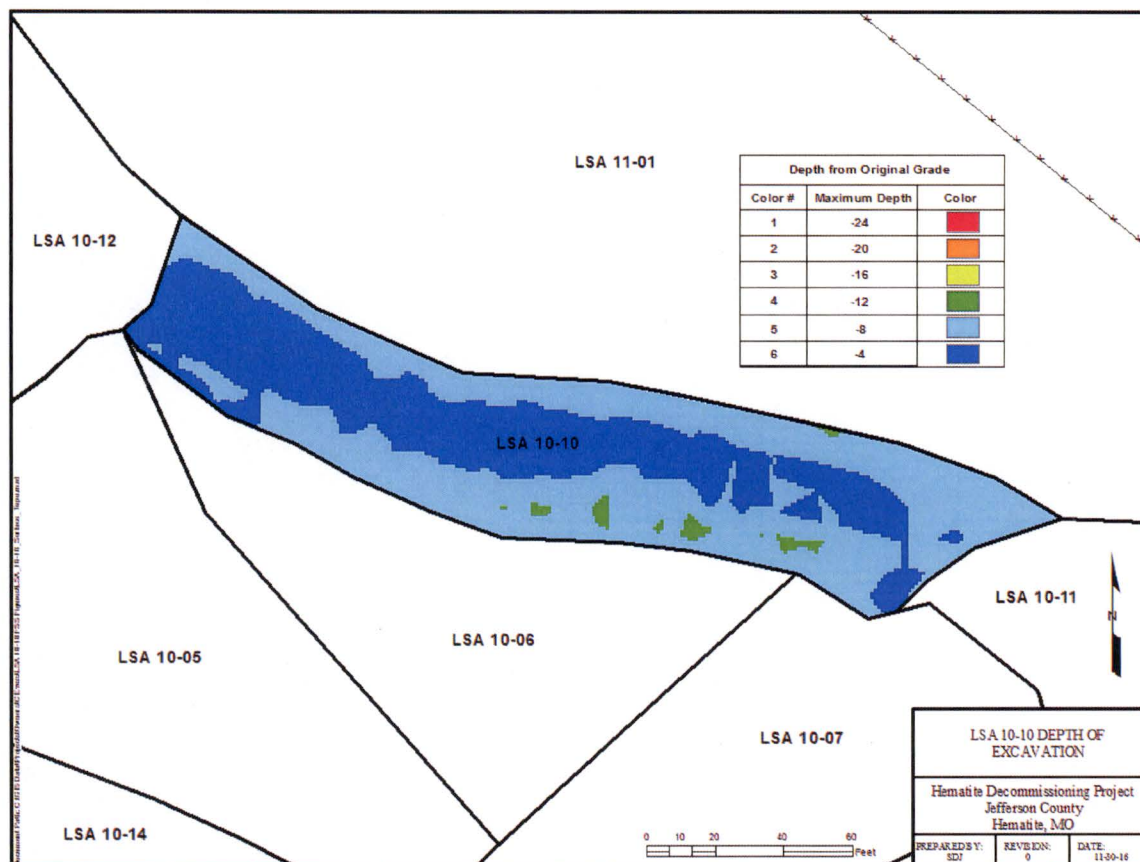 LSA 11-01
LSA 10-12
Depth from Original Grade
Color # Maximum Depth Color
1 -24
2 -20
3 -16
4 -12
5 -8
6 -4
LSA 10-10
LSA 10-11
N
LSA 10-06
LSA 10-05
LSA 10-07
LSA 10-14
0 10 20 40 60
Feet
LSA 10-10 DEPTH OF
EXCAVATION
Hematite Decommissioning Project
Jefferson County
Hematite, MO
PREPARED BY: REVISION: DATE:
SDJ 0 11-30-16